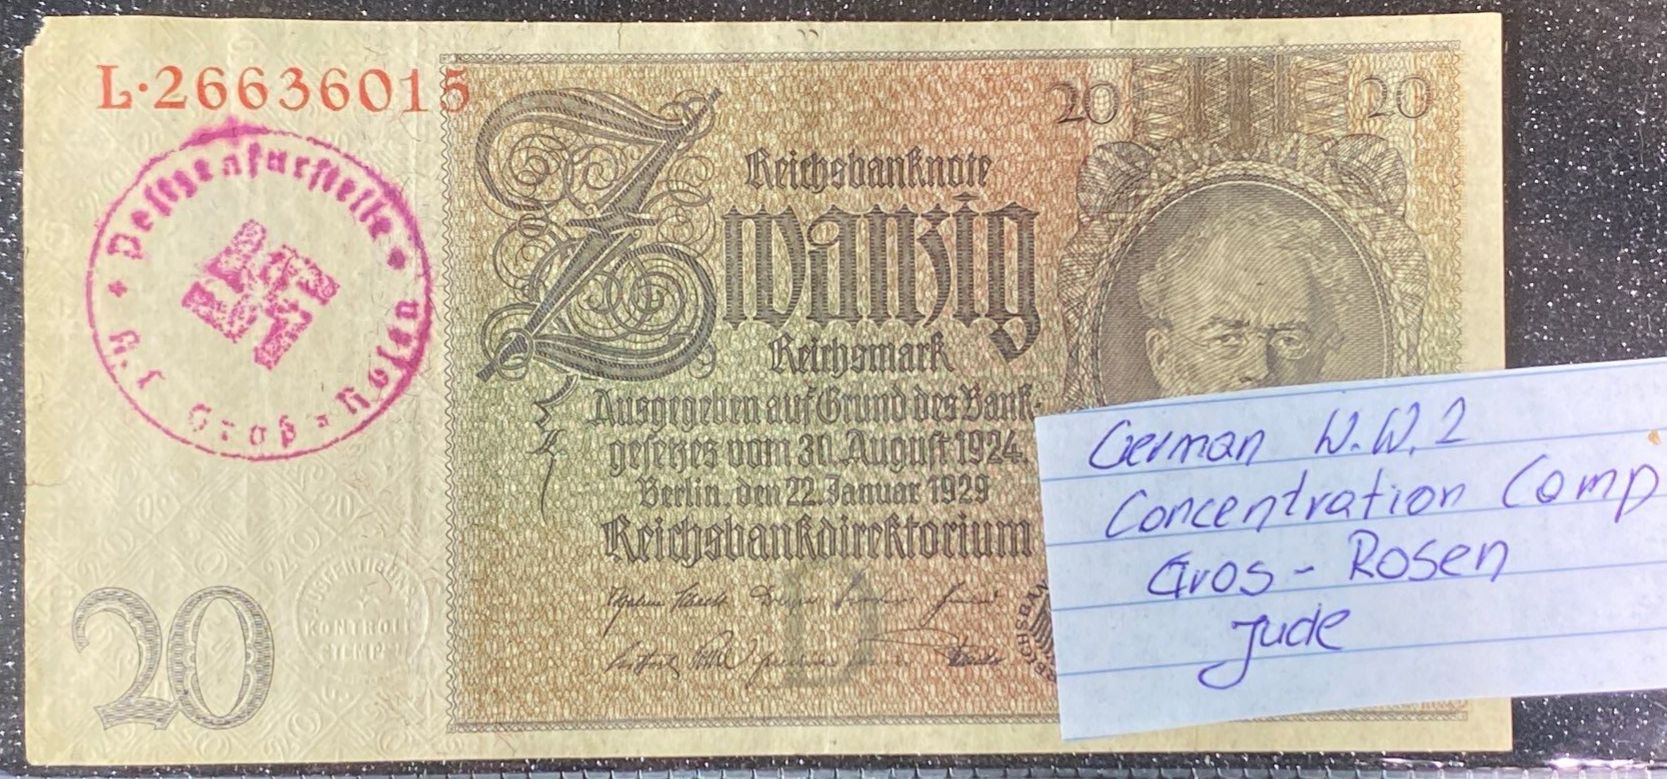 L·26636015
20 20
Postzensurstelle
Groß-Rosen
Reichsbanknote
Zwanzig
Reichsmark
Ausgegeben auf Grund des Bank-
gesetzes vom 30. August 1924
Berlin, den 22. Januar 1929
Reichsbankdirektorium
20
KONTROLL
D
German W.W.2
Concentration Camp
Gros - Rosen
Jude